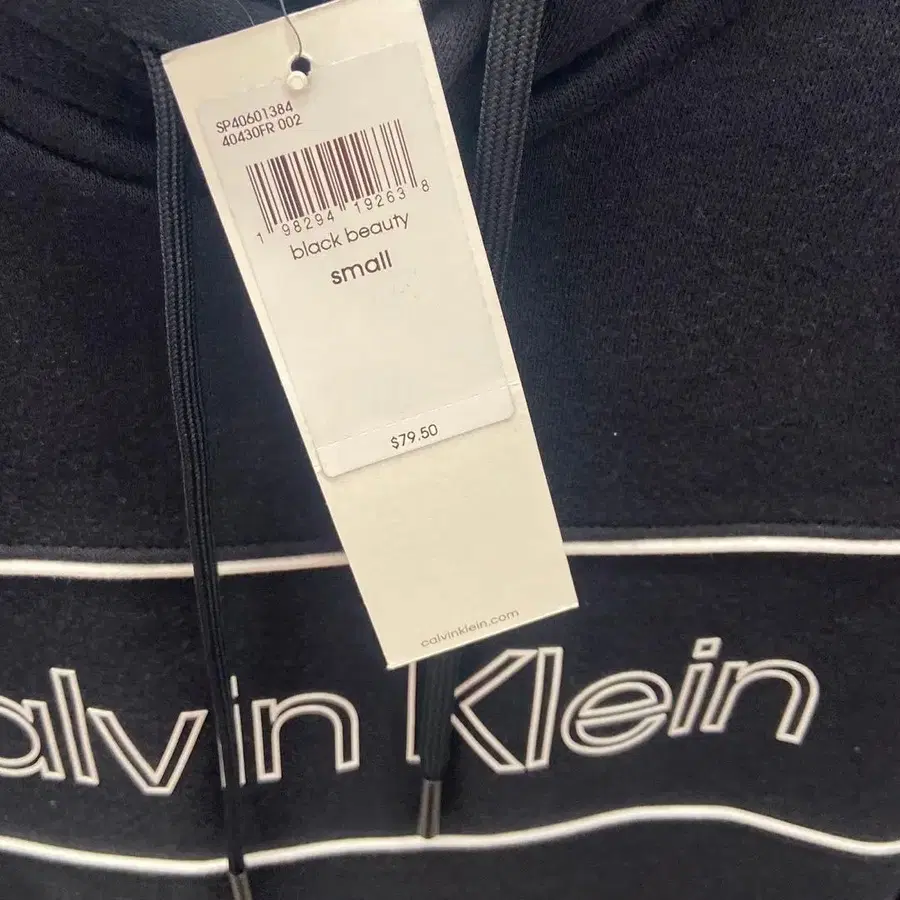 SP40601384
40430FR 002
1 98294 19263 8
black beauty
small
$79.50
calvinklein.com
alvin Klein